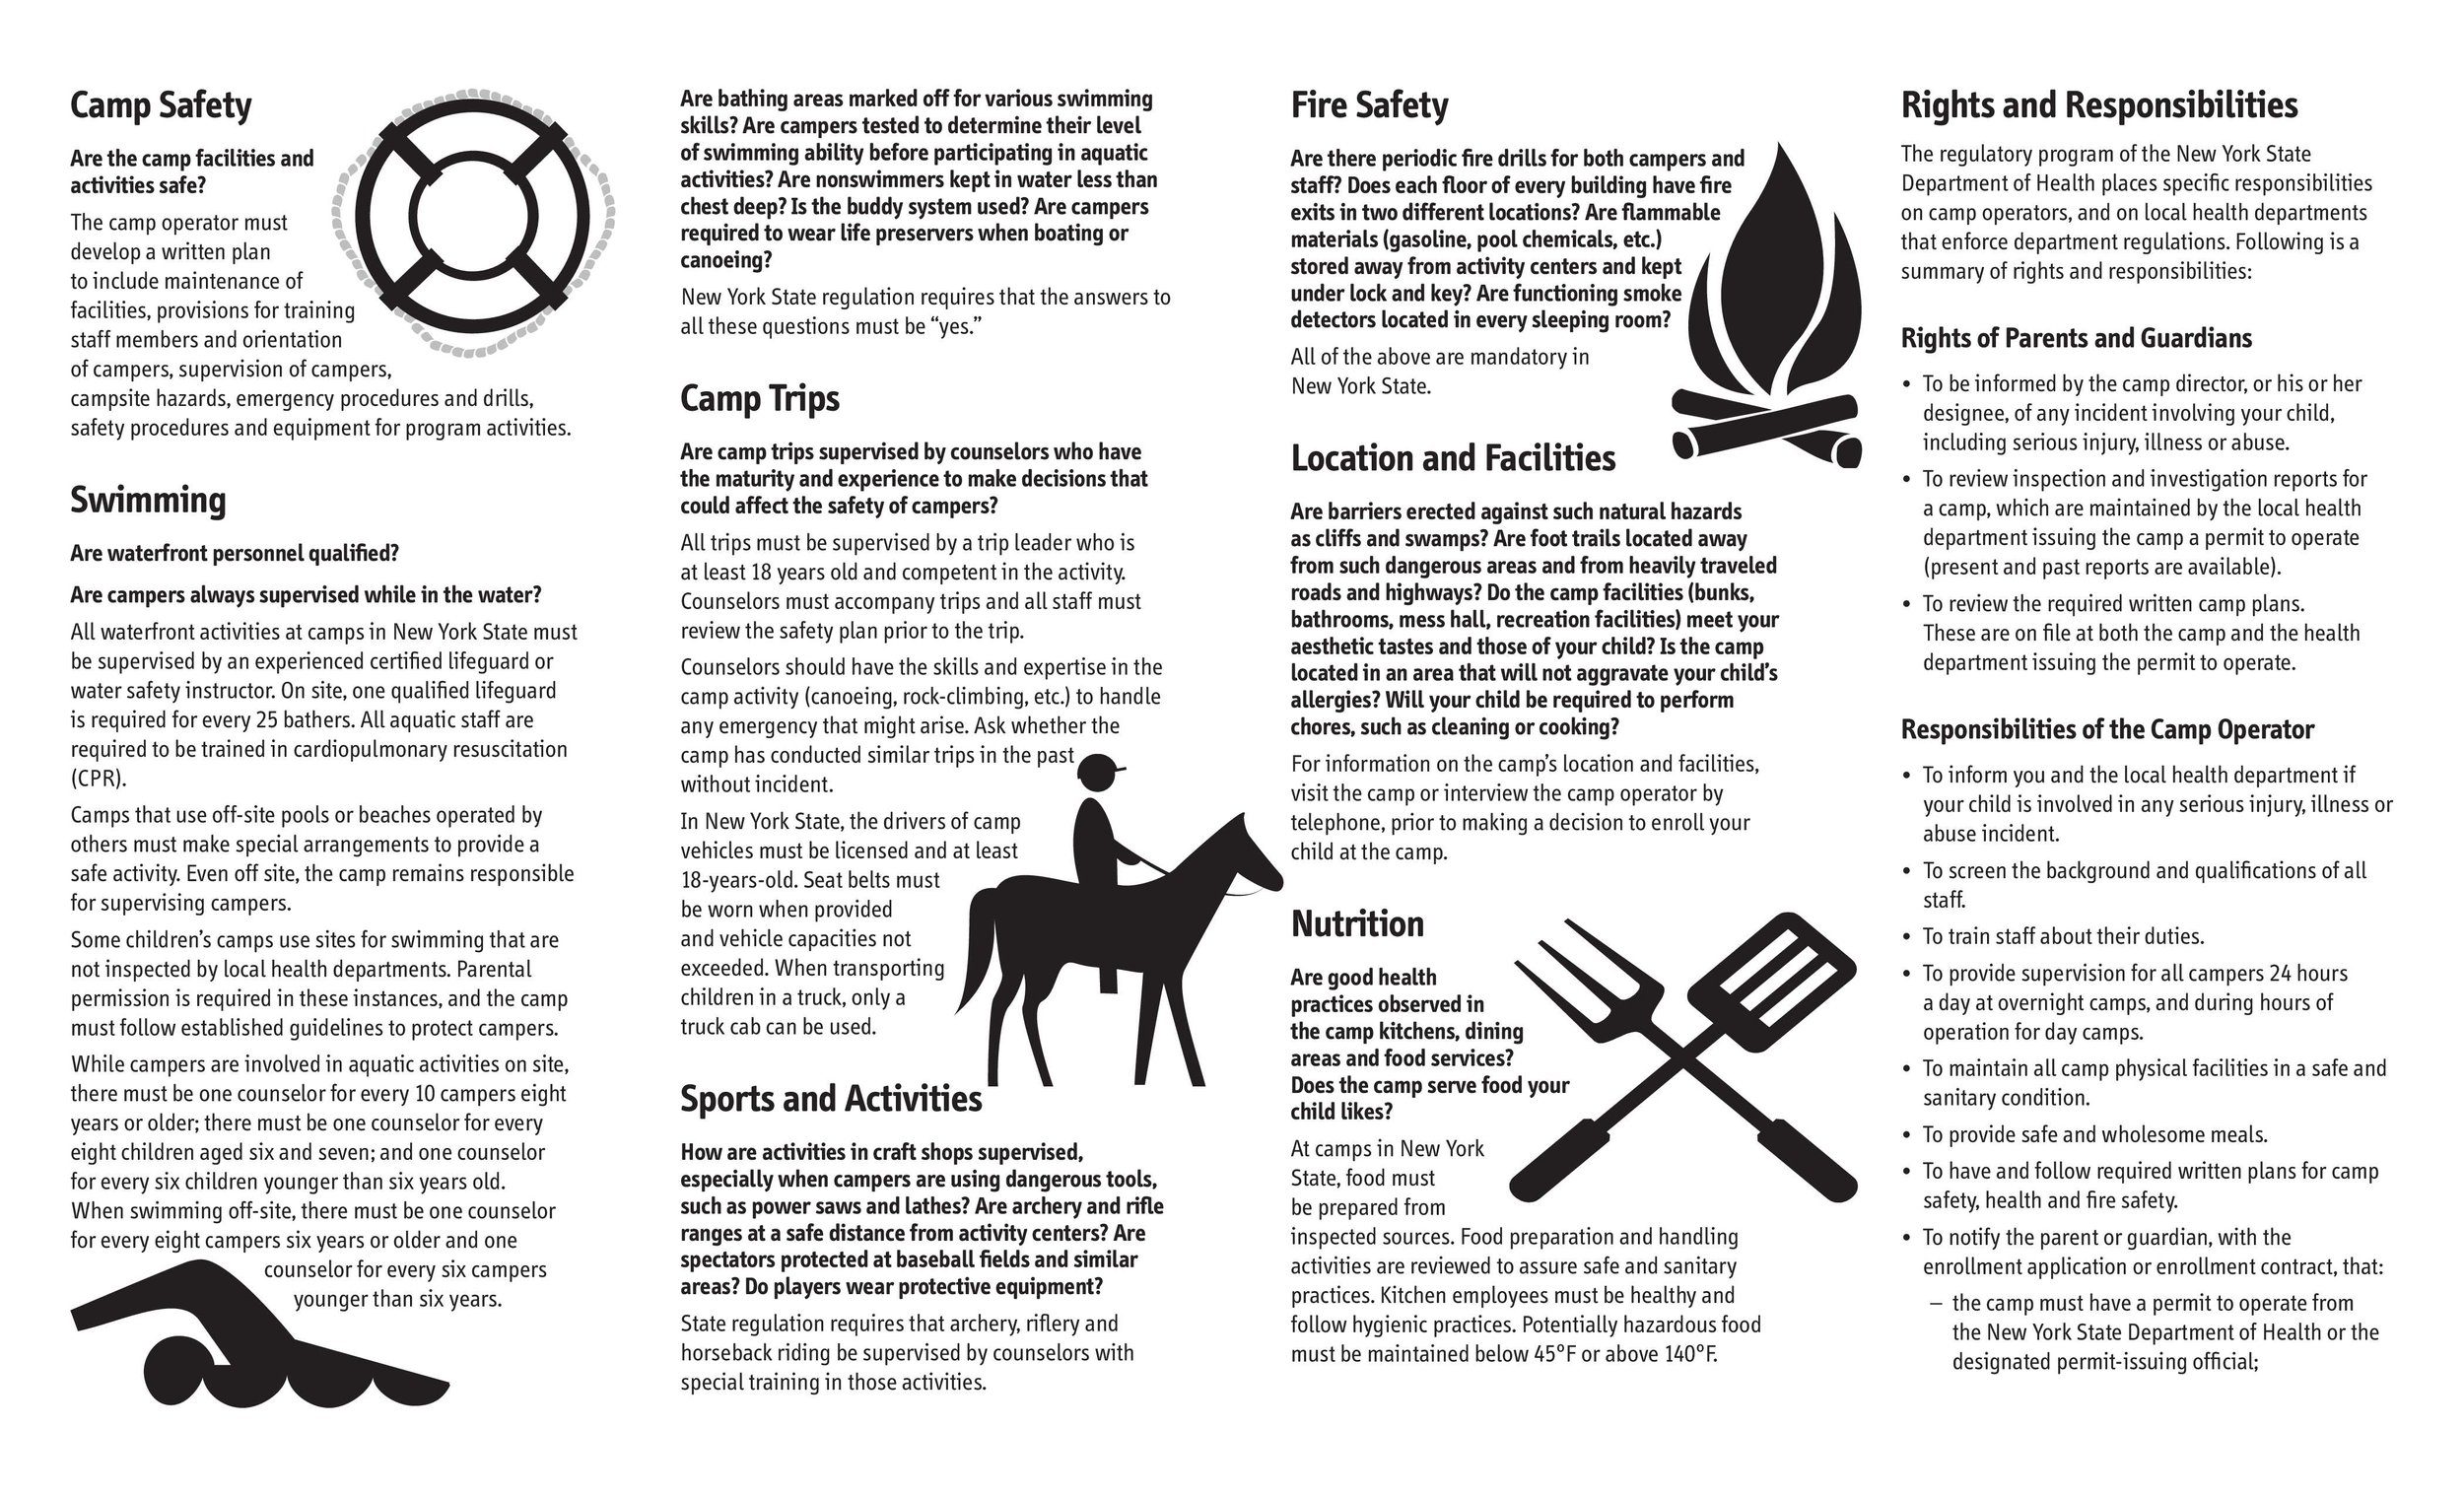 Camp Safety
Are the camp facilities and
activities safe?
The camp operator must
develop a written plan
to include maintenance of
facilities, provisions for training
staff members and orientation
of campers, supervision of campers,
campsite hazards, emergency procedures and drills,
safety procedures and equipment for program activities.
Swimming
Are waterfront personnel qualified?
Are campers always supervised while in the water?
All waterfront activities at camps in New York State must
be supervised by an experienced certified lifeguard or
water safety instructor. On site, one qualified lifeguard
is required for every 25 bathers. All aquatic staff are
required to be trained in cardiopulmonary resuscitation
(CPR).
Camps that use off-site pools or beaches operated by
others must make special arrangements to provide a
safe activity. Even off site, the camp remains responsible
for supervising campers.
Some children’s camps use sites for swimming that are
not inspected by local health departments. Parental
permission is required in these instances, and the camp
must follow established guidelines to protect campers.
While campers are involved in aquatic activities on site,
there must be one counselor for every 10 campers eight
years or older; there must be one counselor for every
eight children aged six and seven; and one counselor
for every six children younger than six years old.
When swimming off-site, there must be one counselor
for every eight campers six years or older and one
counselor for every six campers
younger than six years.
Are bathing areas marked off for various swimming
skills? Are campers tested to determine their level
of swimming ability before participating in aquatic
activities? Are nonswimmers kept in water less than
chest deep? Is the buddy system used? Are campers
required to wear life preservers when boating or
canoeing?
New York State regulation requires that the answers to
all these questions must be “yes.”
Camp Trips
Are camp trips supervised by counselors who have
the maturity and experience to make decisions that
could affect the safety of campers?
All trips must be supervised by a trip leader who is
at least 18 years old and competent in the activity.
Counselors must accompany trips and all staff must
review the safety plan prior to the trip.
Counselors should have the skills and expertise in the
camp activity (canoeing, rock-climbing, etc.) to handle
any emergency that might arise. Ask whether the
camp has conducted similar trips in the past
without incident.
In New York State, the drivers of camp
vehicles must be licensed and at least
18-years-old. Seat belts must
be worn when provided
and vehicle capacities not
exceeded. When transporting
children in a truck, only a
truck cab can be used.
Sports and Activities
How are activities in craft shops supervised,
especially when campers are using dangerous tools,
such as power saws and lathes? Are archery and rifle
ranges at a safe distance from activity centers? Are
spectators protected at baseball fields and similar
areas? Do players wear protective equipment?
State regulation requires that archery, riflery and
horseback riding be supervised by counselors with
special training in those activities.
Fire Safety
Are there periodic fire drills for both campers and
staff? Does each floor of every building have fire
exits in two different locations? Are flammable
materials (gasoline, pool chemicals, etc.)
stored away from activity centers and kept
under lock and key? Are functioning smoke
detectors located in every sleeping room?
All of the above are mandatory in
New York State.
Location and Facilities
Are barriers erected against such natural hazards
as cliffs and swamps? Are foot trails located away
from such dangerous areas and from heavily traveled
roads and highways? Do the camp facilities (bunks,
bathrooms, mess hall, recreation facilities) meet your
aesthetic tastes and those of your child? Is the camp
located in an area that will not aggravate your child’s
allergies? Will your child be required to perform
chores, such as cleaning or cooking?
For information on the camp’s location and facilities,
visit the camp or interview the camp operator by
telephone, prior to making a decision to enroll your
child at the camp.
Nutrition
Are good health
practices observed in
the camp kitchens, dining
areas and food services?
Does the camp serve food your
child likes?
At camps in New York
State, food must
be prepared from
inspected sources. Food preparation and handling
activities are reviewed to assure safe and sanitary
practices. Kitchen employees must be healthy and
follow hygienic practices. Potentially hazardous food
must be maintained below 45°F or above 140°F.
Rights and Responsibilities
The regulatory program of the New York State
Department of Health places specific responsibilities
on camp operators, and on local health departments
that enforce department regulations. Following is a
summary of rights and responsibilities:
Rights of Parents and Guardians
• To be informed by the camp director, or his or her
designee, of any incident involving your child,
including serious injury, illness or abuse.
• To review inspection and investigation reports for
a camp, which are maintained by the local health
department issuing the camp a permit to operate
(present and past reports are available).
• To review the required written camp plans.
These are on file at both the camp and the health
department issuing the permit to operate.
Responsibilities of the Camp Operator
• To inform you and the local health department if
your child is involved in any serious injury, illness or
abuse incident.
• To screen the background and qualifications of all
staff.
• To train staff about their duties.
• To provide supervision for all campers 24 hours
a day at overnight camps, and during hours of
operation for day camps.
• To maintain all camp physical facilities in a safe and
sanitary condition.
• To provide safe and wholesome meals.
• To have and follow required written plans for camp
safety, health and fire safety.
• To notify the parent or guardian, with the
enrollment application or enrollment contract, that:
– the camp must have a permit to operate from
the New York State Department of Health or the
designated permit-issuing official;